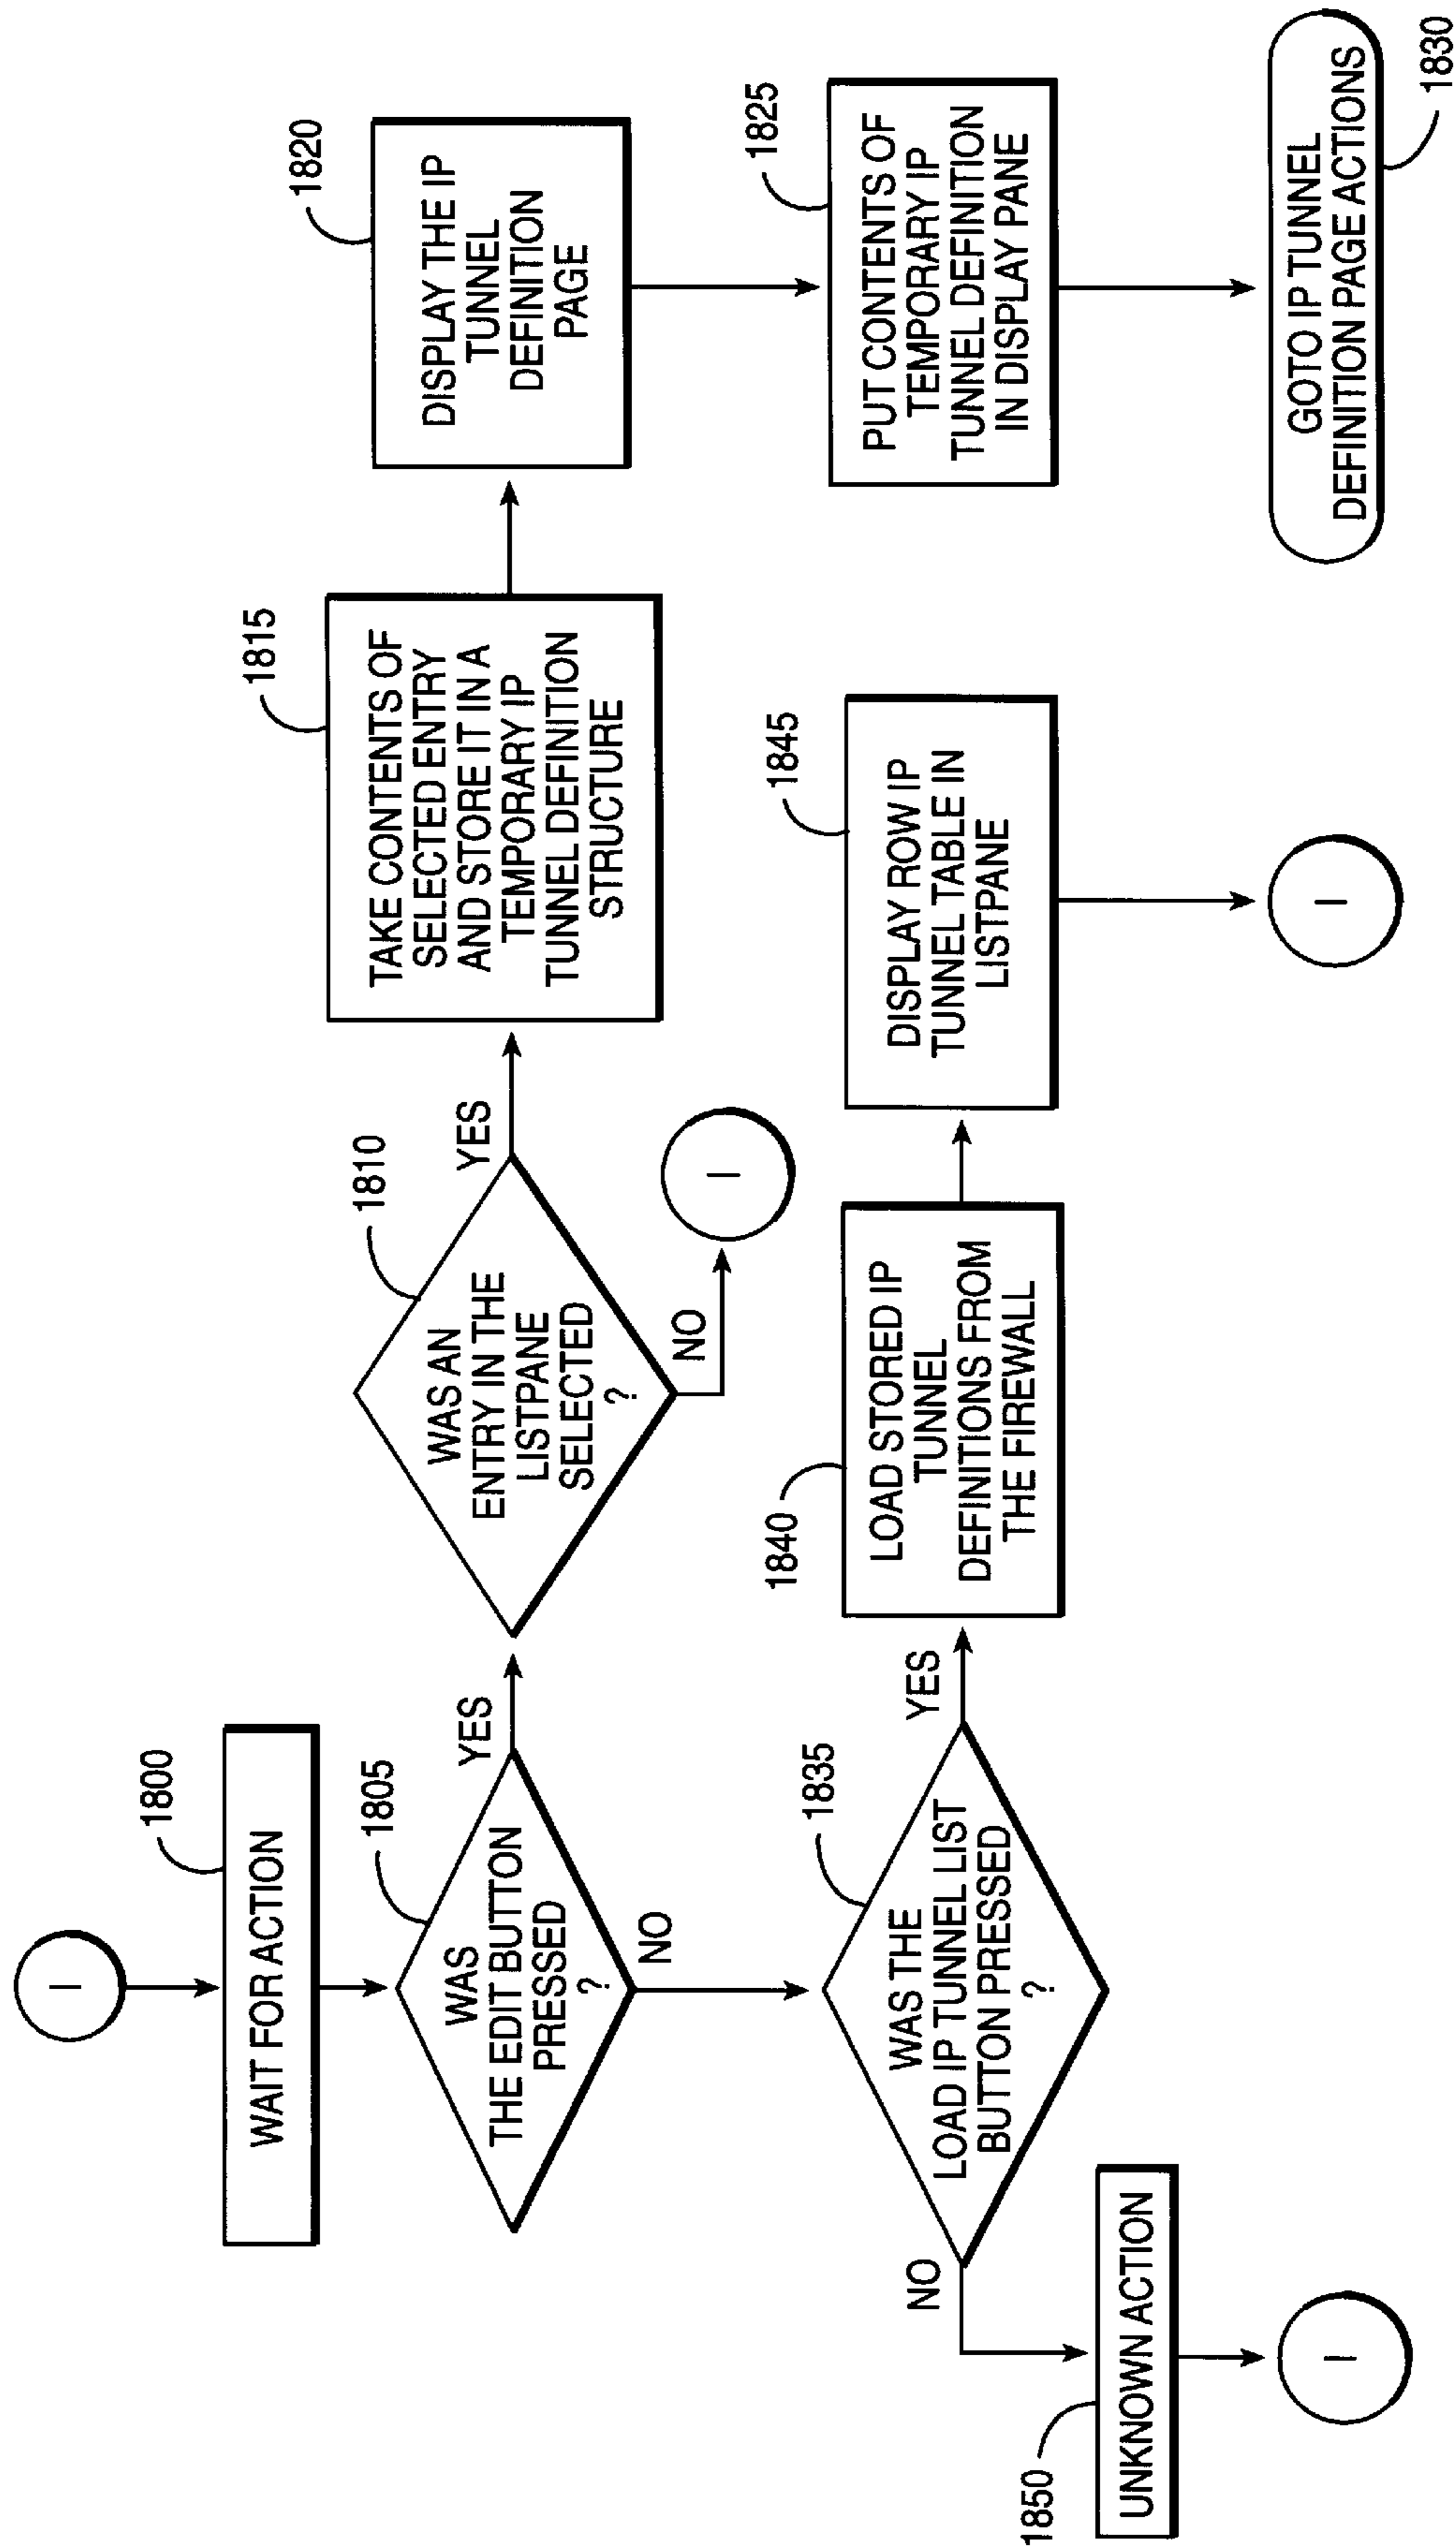 I
WAIT FOR ACTION
1800
WAS
THE EDIT BUTTON
PRESSED
?
1805
YES
NO
WAS AN
ENTRY IN THE
LISTPANE
SELECTED
?
1810
YES
NO
I
TAKE CONTENTS OF
SELECTED ENTRY
AND STORE IT IN A
TEMPORARY IP
TUNNEL DEFINITION
STRUCTURE
1815
DISPLAY THE IP
TUNNEL
DEFINITION
PAGE
1820
PUT CONTENTS OF
TEMPORARY IP
TUNNEL DEFINITION
IN DISPLAY PANE
1825
GOTO IP TUNNEL
DEFINITION PAGE ACTIONS
1830
WAS THE
LOAD IP TUNNEL LIST
BUTTON PRESSED
?
1835
YES
NO
LOAD STORED IP
TUNNEL
DEFINITIONS FROM
THE FIREWALL
1840
DISPLAY ROW IP
TUNNEL TABLE IN
LISTPANE
1845
I
UNKNOWN ACTION
1850
I